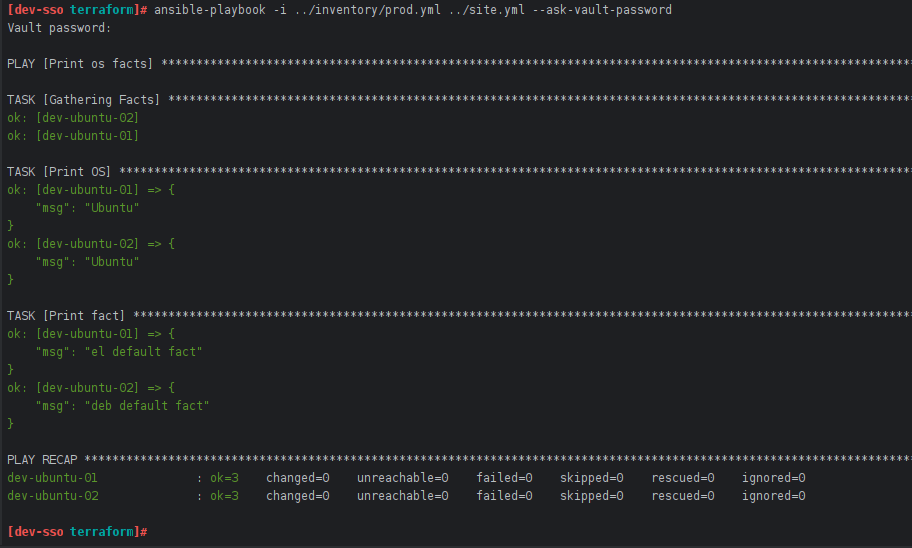 [dev-sso terraform]# ansible-playbook -i ../inventory/prod.yml ../site.yml --ask-vault-password
Vault password:
PLAY [Print os facts] ***********************************************************************************************************
TASK [Gathering Facts] **********************************************************************************************************
ok: [dev-ubuntu-02]
ok: [dev-ubuntu-01]
TASK [Print OS] *****************************************************************************************************************
ok: [dev-ubuntu-01] => {
    "msg": "Ubuntu"
}
ok: [dev-ubuntu-02] => {
    "msg": "Ubuntu"
}
TASK [Print fact] ***************************************************************************************************************
ok: [dev-ubuntu-01] => {
    "msg": "el default fact"
}
ok: [dev-ubuntu-02] => {
    "msg": "deb default fact"
}
PLAY RECAP **********************************************************************************************************************
dev-ubuntu-01              : ok=3    changed=0    unreachable=0    failed=0    skipped=0    rescued=0    ignored=0
dev-ubuntu-02              : ok=3    changed=0    unreachable=0    failed=0    skipped=0    rescued=0    ignored=0
[dev-sso terraform]#